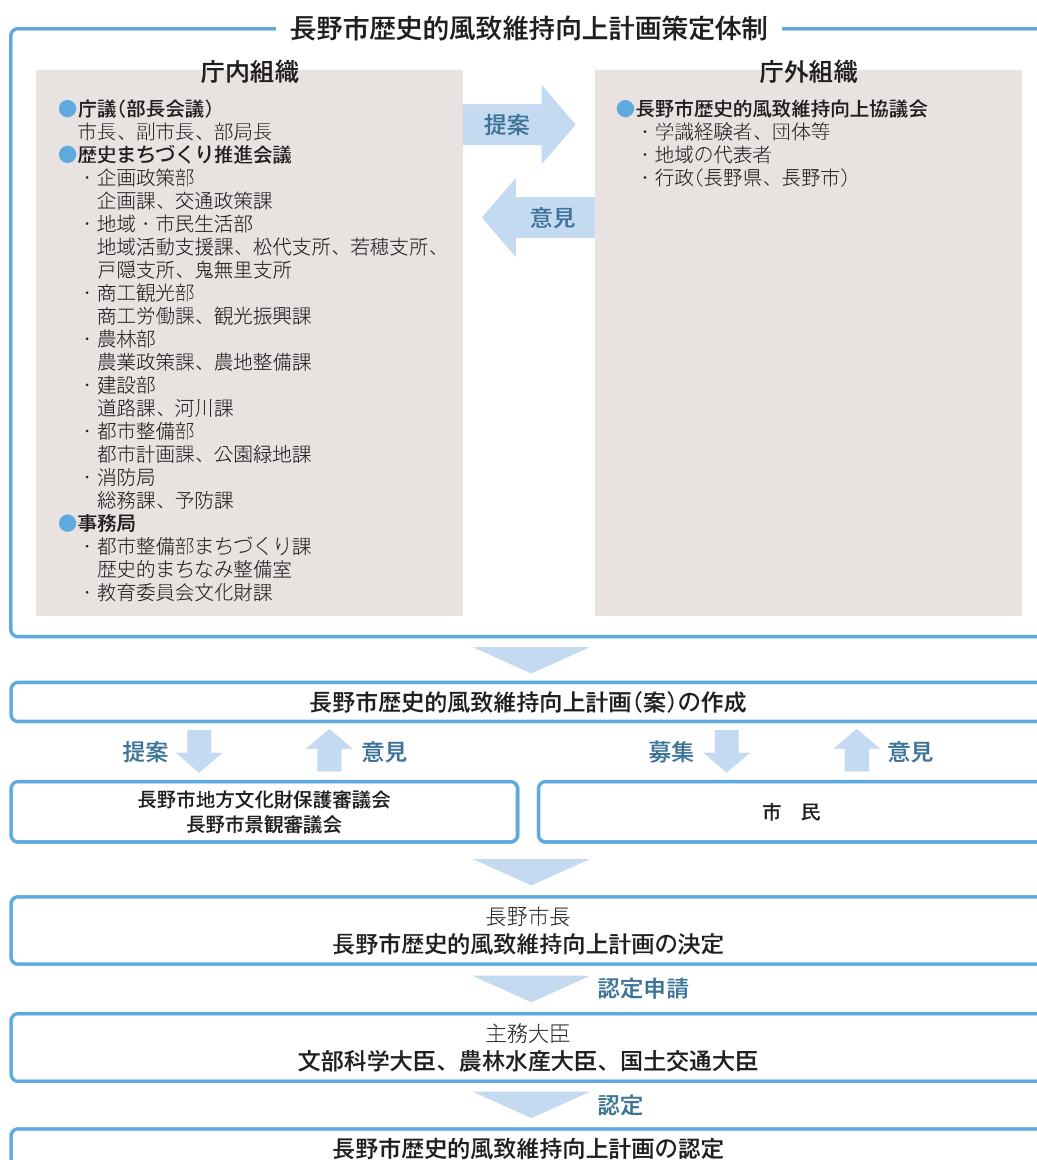 長野市歴史的風致維持向上計画策定体制
庁内組織
●庁議（部長会議）
市長、副市長、部局長
●歴史まちづくり推進会議
・企画政策部
企画課、交通政策課
・地域・市民生活部
地域活動支援課、松代支所、若穂支所、
戸隠支所、鬼無里支所
・商工観光部
商工労働課、観光振興課
・農林部
農業政策課、農地整備課
・建設部
道路課、河川課
・都市整備部
都市計画課、公園緑地課
・消防局
総務課、予防課
●事務局
・都市整備部まちづくり課
歴史的まちなみ整備室
・教育委員会文化財課
提案
意見
庁外組織
●長野市歴史的風致維持向上協議会
・学識経験者、団体等
・地域の代表者
・行政（長野県、長野市）
長野市歴史的風致維持向上計画（案）の作成
提案
意見
募集
意見
長野市地方文化財保護審議会
長野市景観審議会
市　民
長野市長
長野市歴史的風致維持向上計画の決定
認定申請
主務大臣
文部科学大臣、農林水産大臣、国土交通大臣
認定
長野市歴史的風致維持向上計画の認定